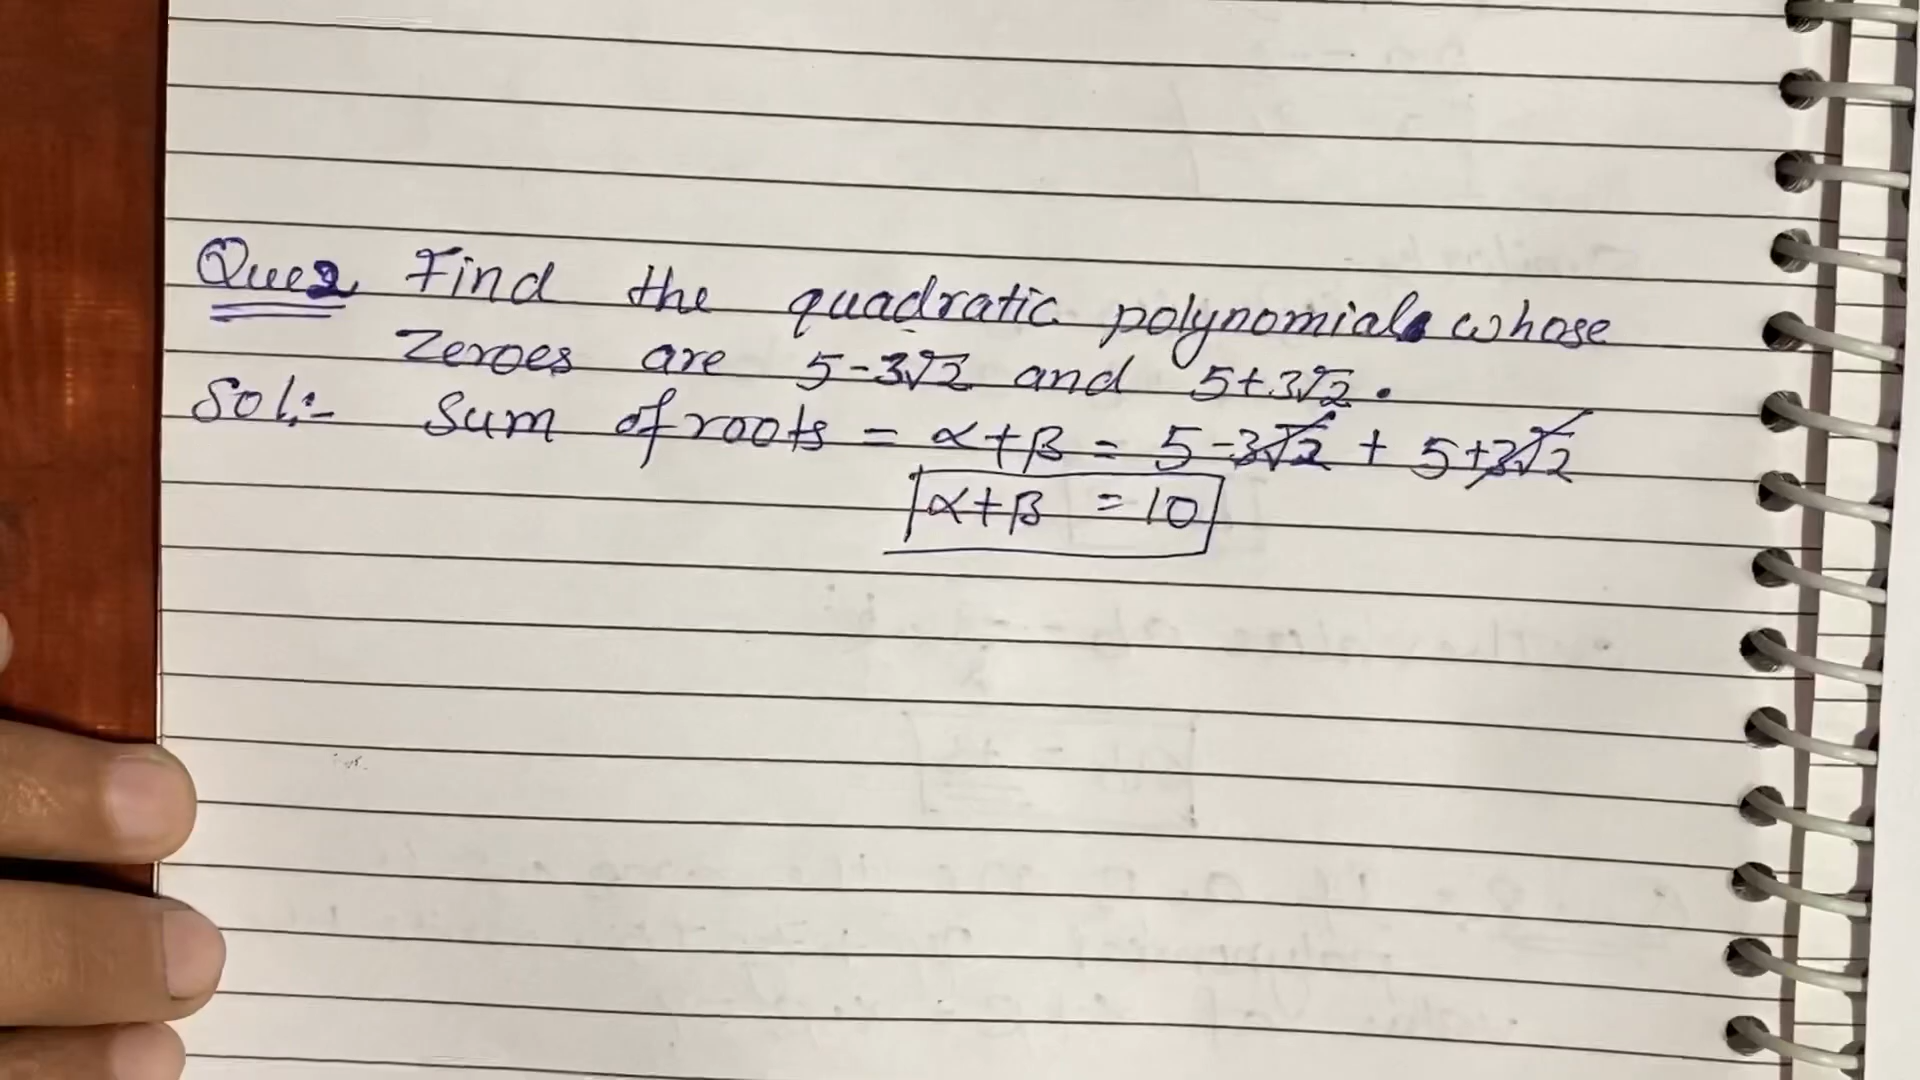 Que2 Find the quadratic polynomial whose
zeroes are 5-3√2 and 5+3√2.
Sol:- Sum of roots = α+β = 5-3√2 + 5+3√2
α+β = 10